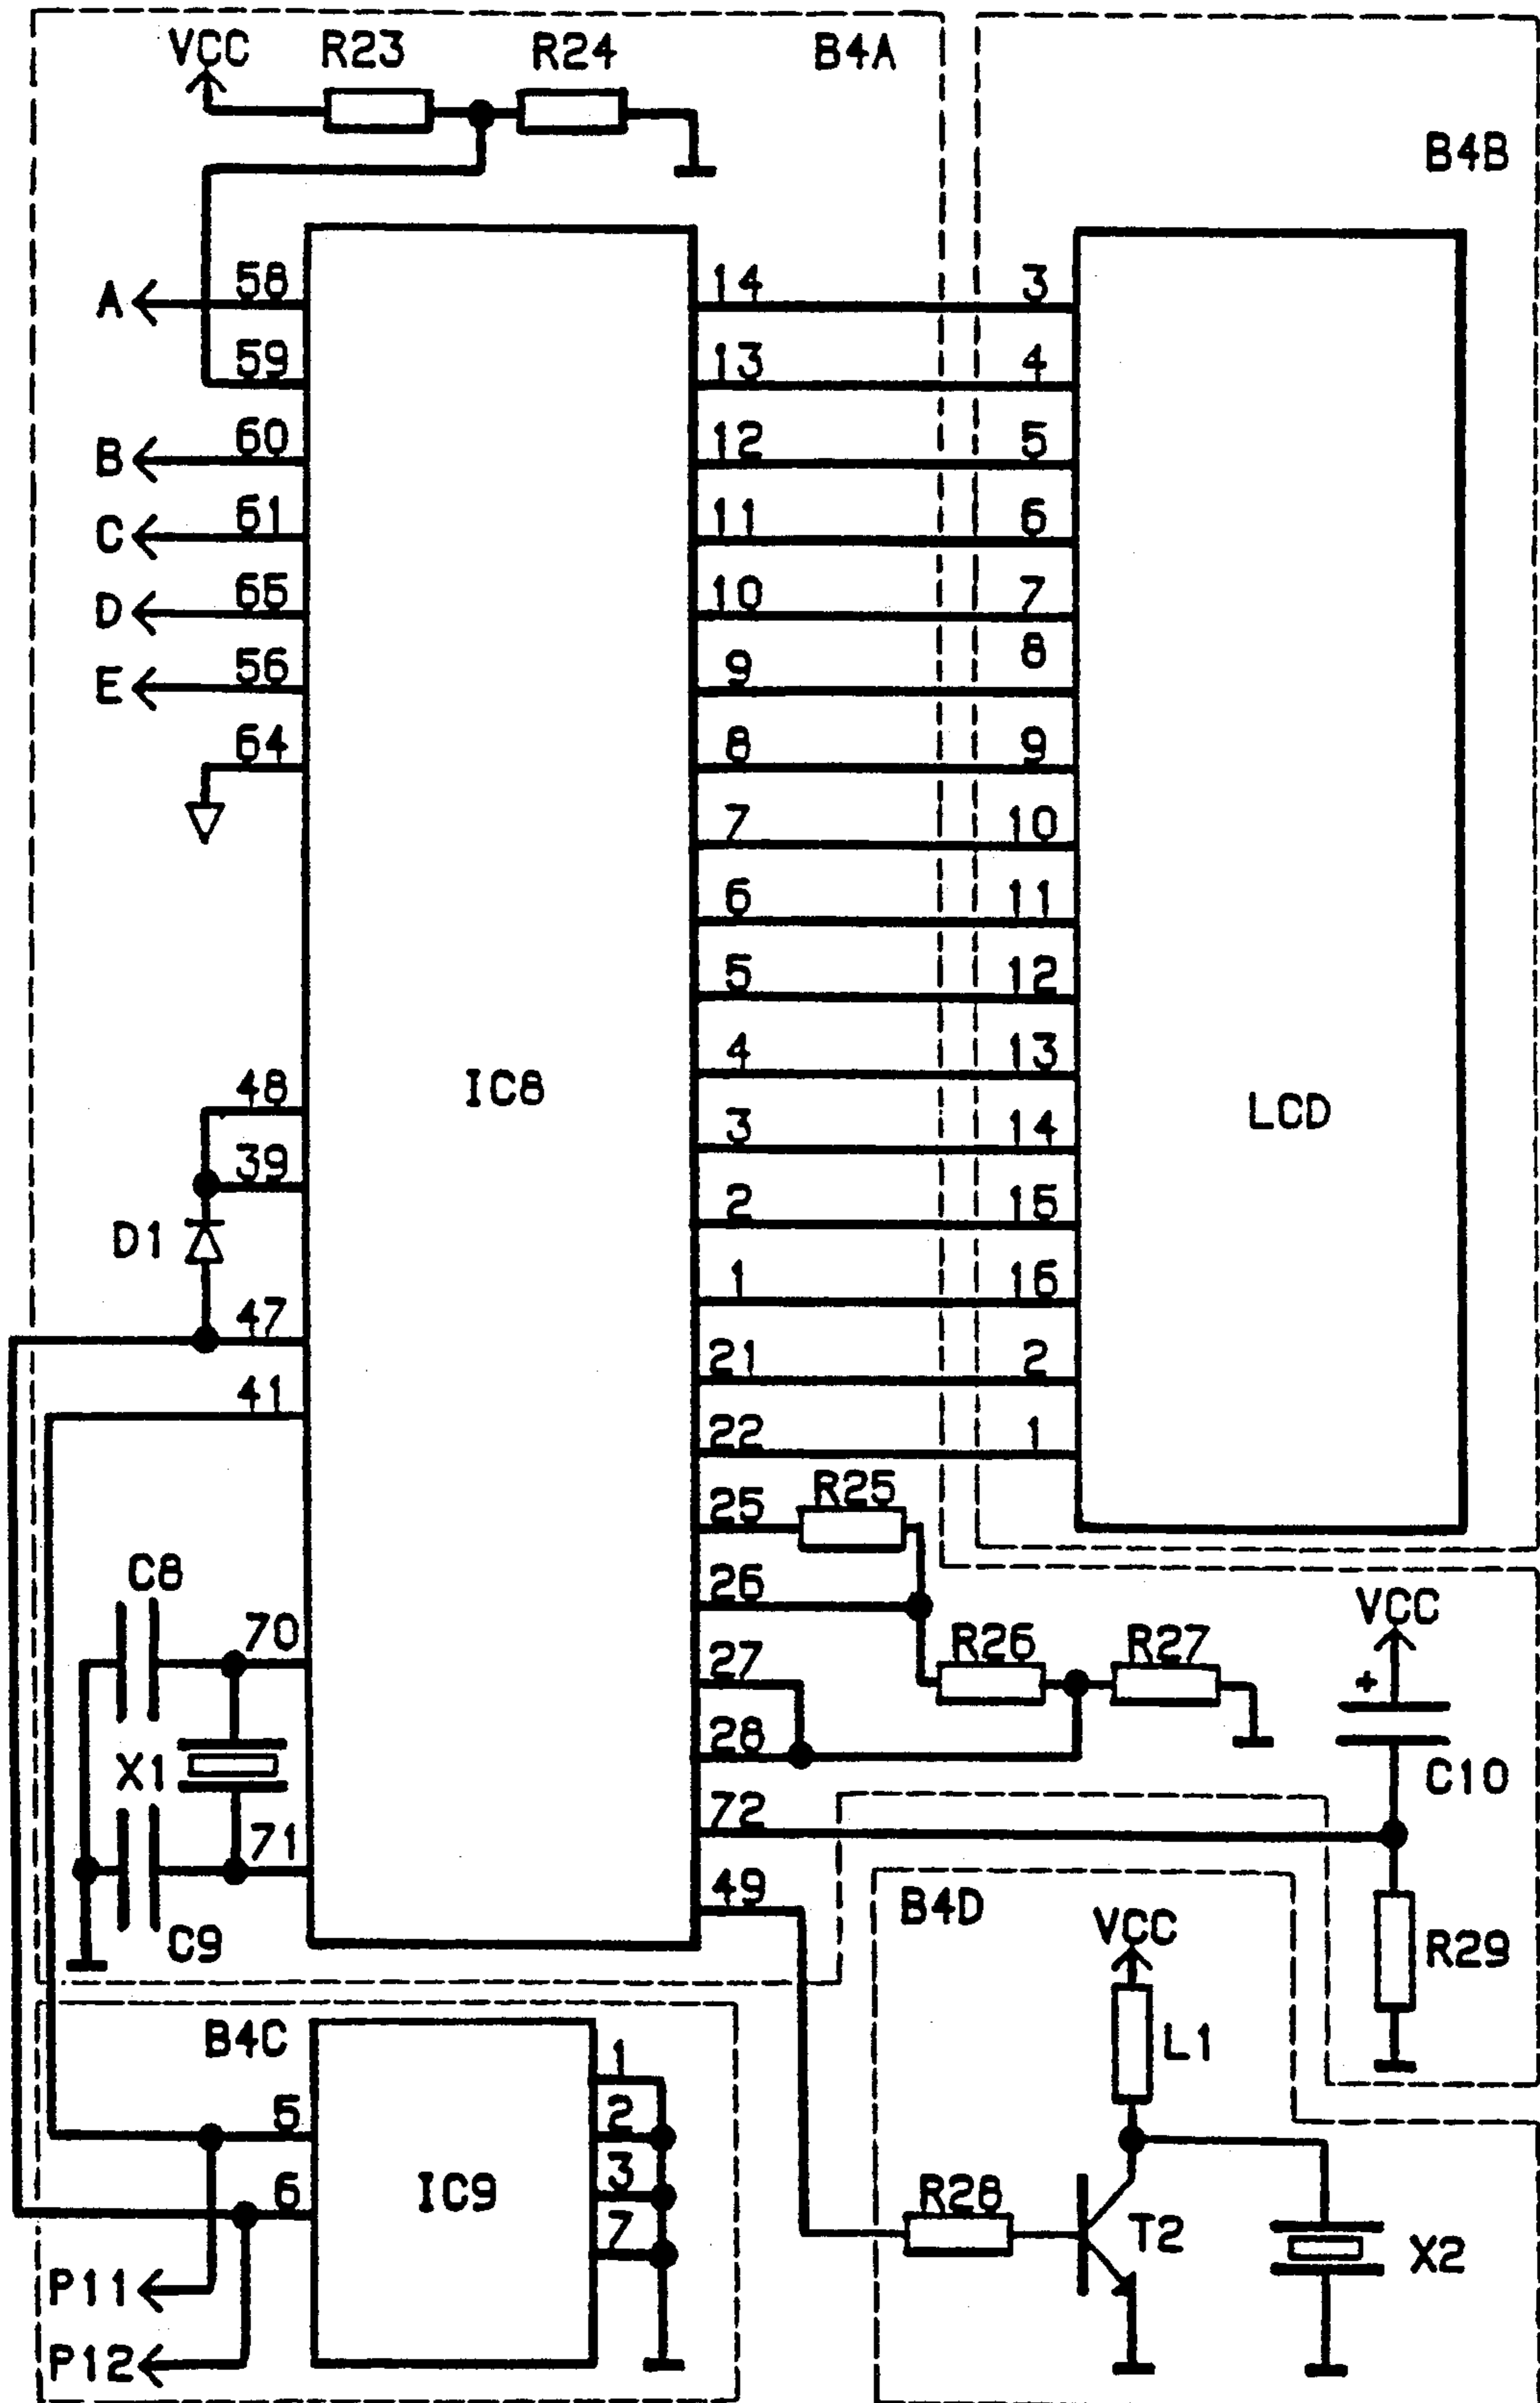 VCC R23 R24 B4A
B4B
A 58 14 3
59 13 4
B 60 12 5
C 61 11 6
D 65 10 7
E 56 9 8
64 8 9
7 10
6 11
5 12
48 IC8 4 13 LCD
39 3 14
D1 2 15
1 16
47 21 2
41 22 1
25 R25
C8 26 VCC
70 27 R26 R27
+
X1 28 C10
71 72
C9 49 B4D VCC R29
B4C 1 L1
5 2
6 IC9 3 R28 T2 X2
7
P11
P12